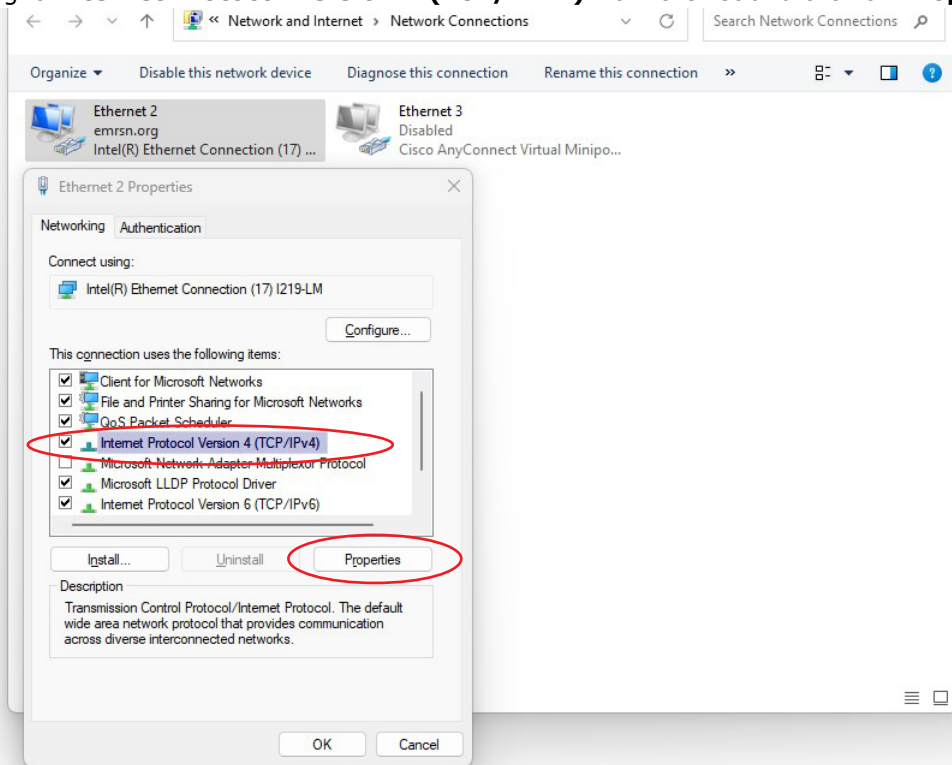 « Network and Internet › Network Connections
Search Network Connections
Organize
Disable this network device
Diagnose this connection
Rename this connection
»
Ethernet 2
emrsn.org
Intel(R) Ethernet Connection (17) ...
Ethernet 3
Disabled
Cisco AnyConnect Virtual Minipo...
Ethernet 2 Properties
Networking
Authentication
Connect using:
Intel(R) Ethernet Connection (17) I219-LM
Configure...
This connection uses the following items:
Client for Microsoft Networks
File and Printer Sharing for Microsoft Networks
QoS Packet Scheduler
Internet Protocol Version 4 (TCP/IPv4)
Microsoft Network Adapter Multiplexor Protocol
Microsoft LLDP Protocol Driver
Internet Protocol Version 6 (TCP/IPv6)
Install...
Uninstall
Properties
Description
Transmission Control Protocol/Internet Protocol. The default
wide area network protocol that provides communication
across diverse interconnected networks.
OK
Cancel